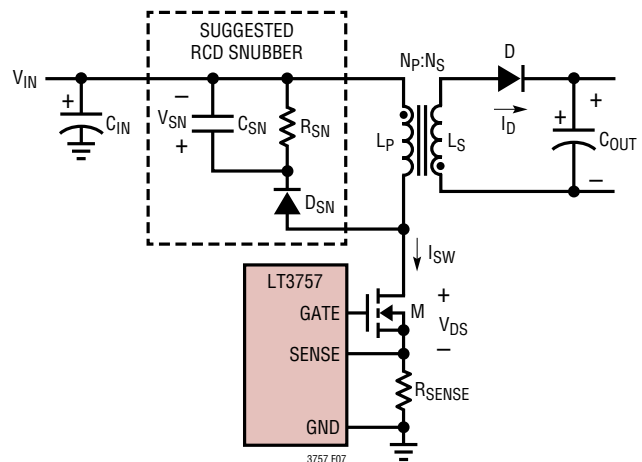 SUGGESTED
RCD SNUBBER
NP:NS
D
VIN
+
CIN
−
VSN
+
CSN
RSN
DSN
LP
LS
ID
+
COUT
+
−
ISW
LT3757
GATE
SENSE
GND
M
+
VDS
−
RSENSE
3757 F07